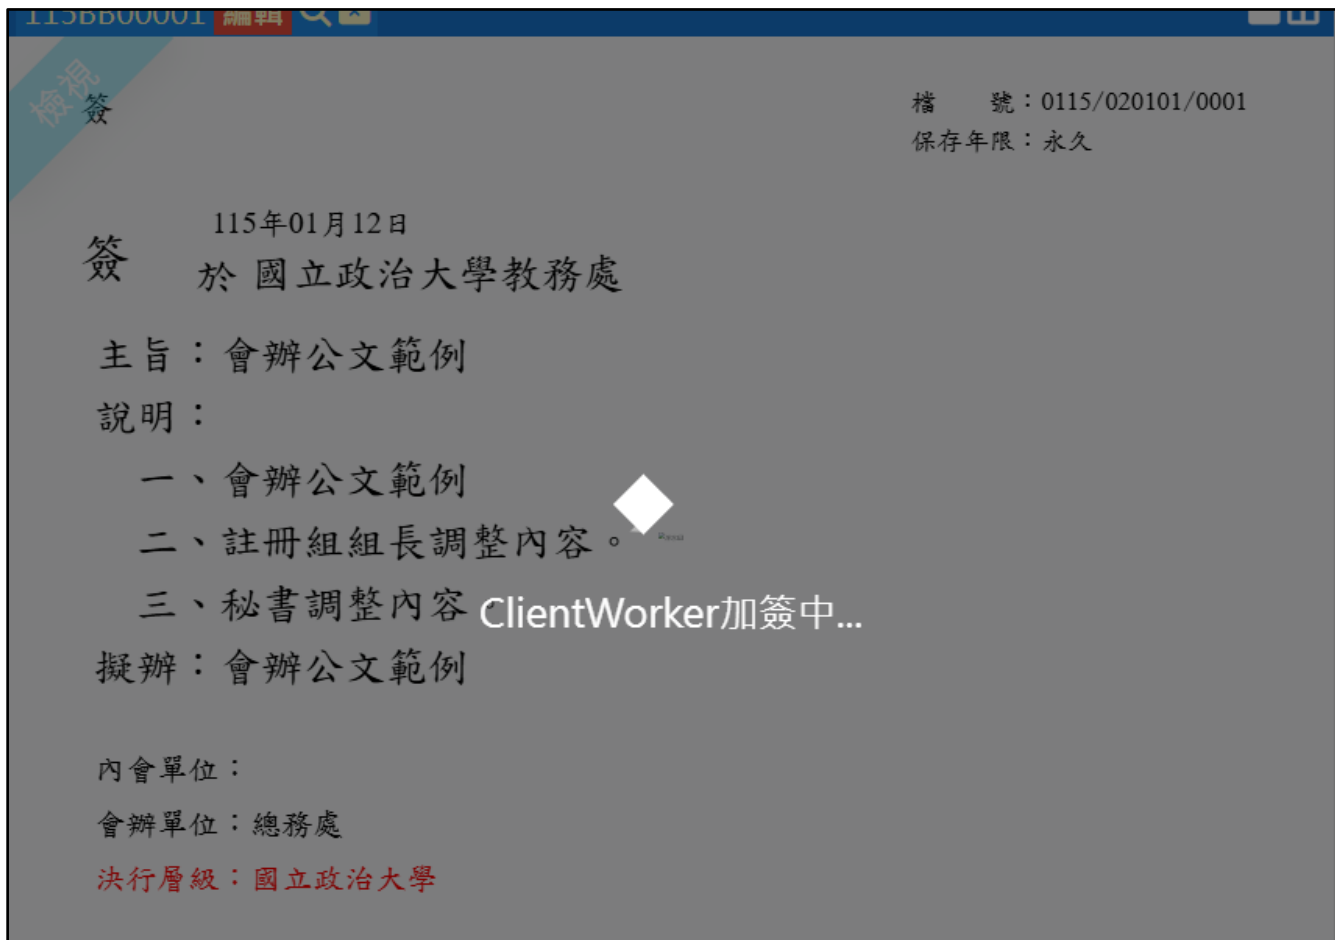 115BB00001 編輯
檢視
簽
檔 號：0115/020101/0001
保存年限：永久
115年01月12日
簽 於 國立政治大學教務處
主旨：會辦公文範例
說明：
一、會辦公文範例
二、註冊組組長調整內容。
三、秘書調整內容。
ClientWorker加簽中...
擬辦：會辦公文範例
內會單位：
會辦單位：總務處
決行層級：國立政治大學